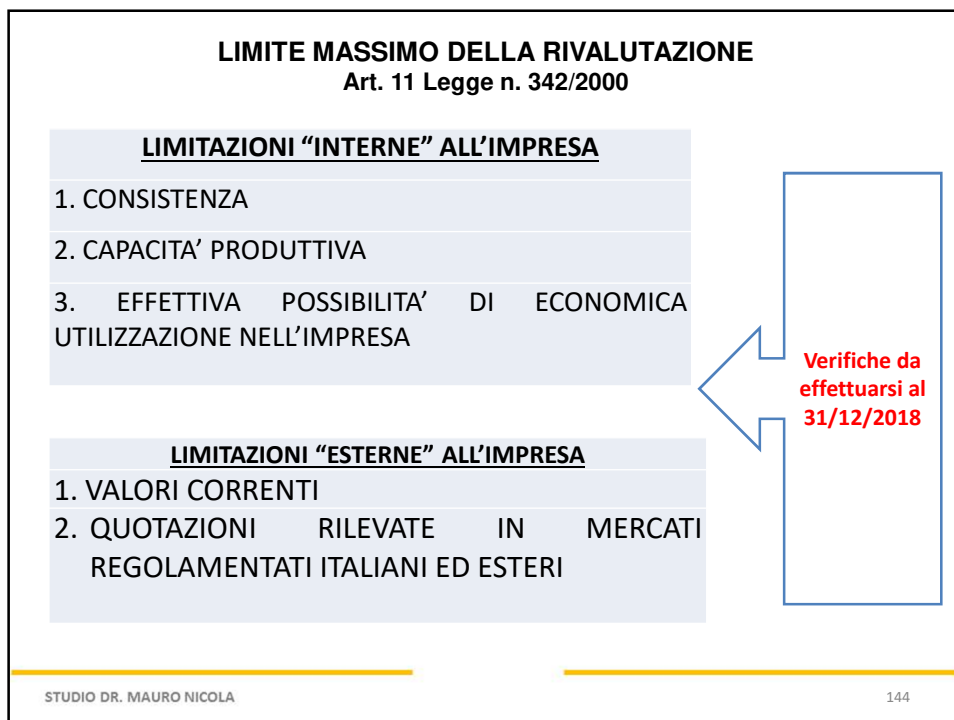 LIMITE MASSIMO DELLA RIVALUTAZIONE
Art. 11 Legge n. 342/2000
LIMITAZIONI “INTERNE” ALL’IMPRESA
1. CONSISTENZA
2. CAPACITA’ PRODUTTIVA
3. EFFETTIVA POSSIBILITA’ DI ECONOMICA
UTILIZZAZIONE NELL’IMPRESA
Verifiche da
effettuarsi al
31/12/2018
LIMITAZIONI “ESTERNE” ALL’IMPRESA
1. VALORI CORRENTI
2. QUOTAZIONI RILEVATE IN MERCATI
REGOLAMENTATI ITALIANI ED ESTERI
STUDIO DR. MAURO NICOLA
144